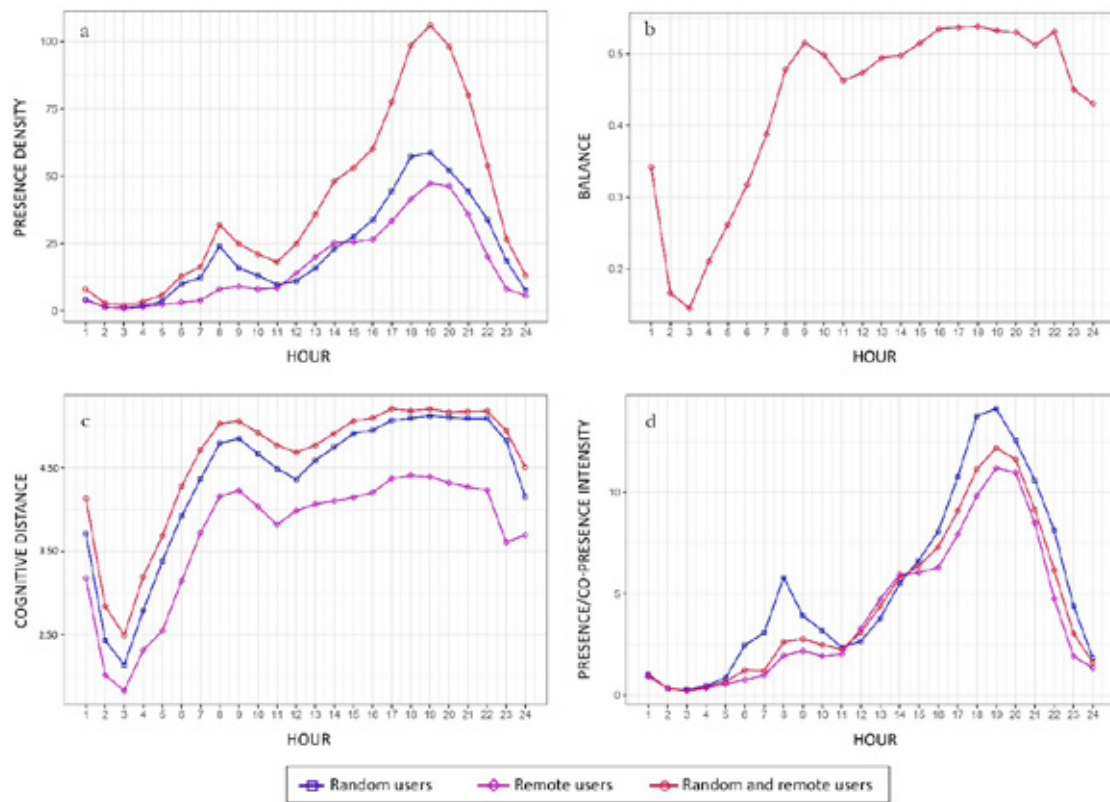 a
PRESENCE DENSITY
100
75
50
25
0
1 2 3 4 5 6 7 8 9 10 11 12 13 14 15 16 17 18 19 20 21 22 23 24
HOUR
b
BALANCE
0.5
0.4
0.3
0.2
1 2 3 4 5 6 7 8 9 10 11 12 13 14 15 16 17 18 19 20 21 22 23 24
HOUR
c
COGNITIVE DISTANCE
4.50
3.50
2.50
1 2 3 4 5 6 7 8 9 10 11 12 13 14 15 16 17 18 19 20 21 22 23 24
HOUR
d
PRESENCE/CO-PRESENCE INTENSITY
10
5
0
1 2 3 4 5 6 7 8 9 10 11 12 13 14 15 16 17 18 19 20 21 22 23 24
HOUR
Random users Remote users Random and remote users